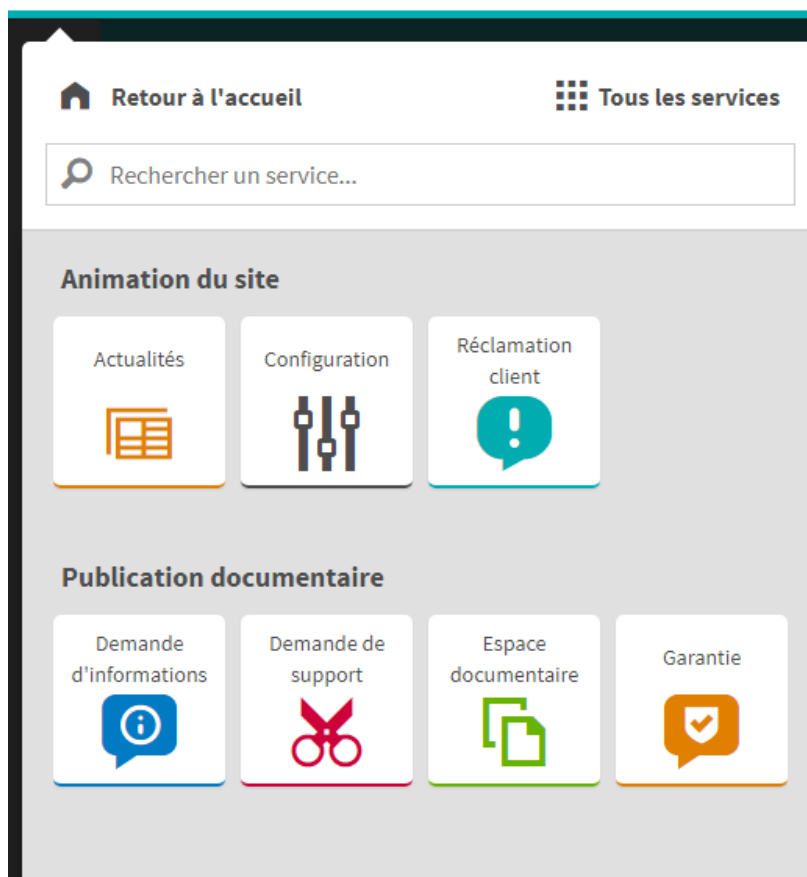 Retour à l'accueil
Tous les services
Rechercher un service...
Animation du site
Actualités
Configuration
Réclamation
client
Publication documentaire
Demande
d'informations
Demande de
support
Espace
documentaire
Garantie